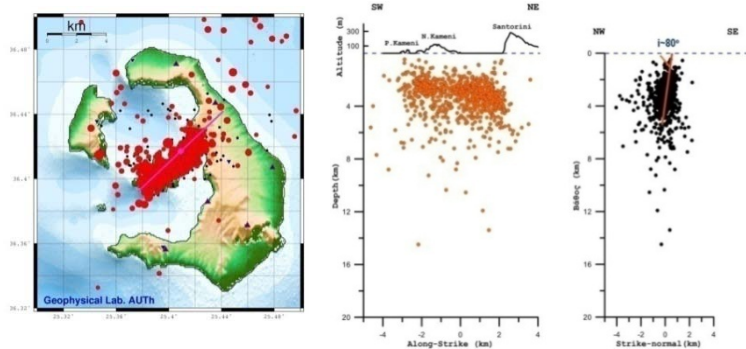 km
0 2 4
36.48'
36.44'
36.4'
36.36'
36.32'
25.32'
25.36'
25.4'
25.44'
25.48'
Geophysical Lab. AUTh
SW NE
Altitude (m)
300
100
P.Kameni
N.Kameni
Santorini
Depth(km)
4
8
12
16
20
-4 -2 0 2 4
Along-Strike (km)
NW SE
i~80°
Βάθος (km)
0
4
8
12
16
20
-4 -2 0 2 4
Strike-normal(km)